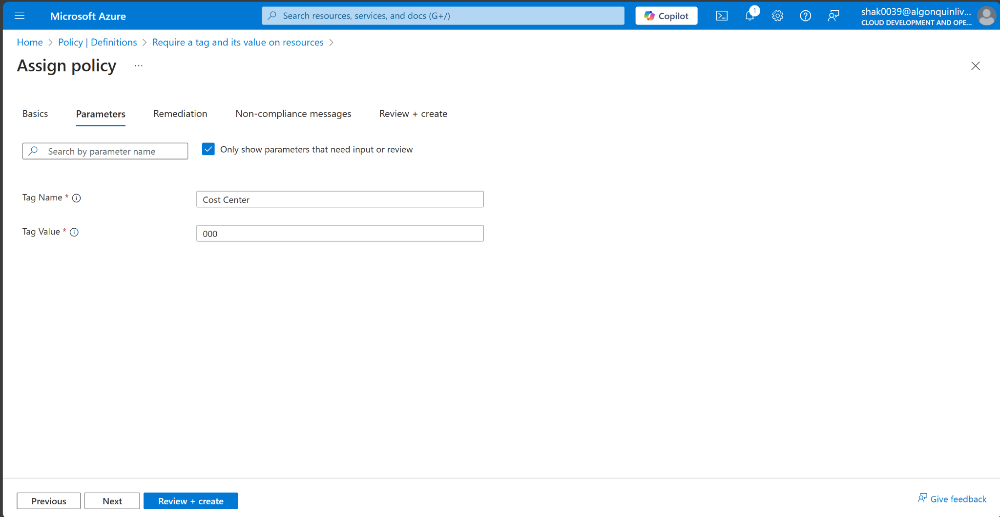 Microsoft Azure
Search resources, services, and docs (G+/)
Copilot
1
shak0039@algonquinliv...
CLOUD DEVELOPMENT AND OPE...
Home > Policy | Definitions > Require a tag and its value on resources >
Assign policy ...
Basics Parameters Remediation Non-compliance messages Review + create
Search by parameter name
Only show parameters that need input or review
Tag Name *
Cost Center
Tag Value *
000
Previous Next Review + create
Give feedback